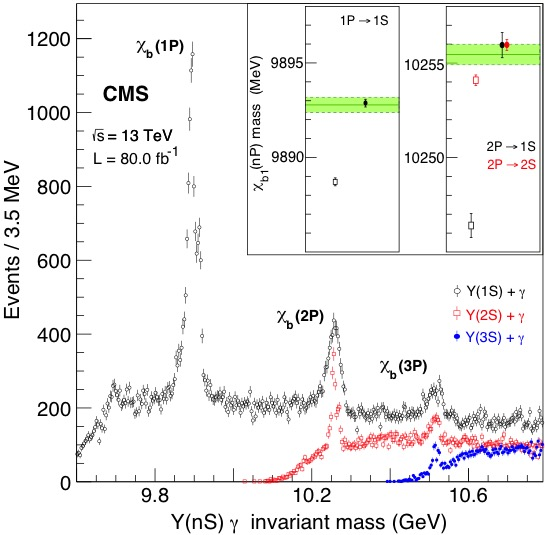 1P → 1S
χb1(nP) mass (MeV)
9895
9890
10255
10250
2P → 1S
2P → 2S
χb(1P)
CMS
√s = 13 TeV
L = 80.0 fb⁻¹
Υ(1S) + γ
Υ(2S) + γ
Υ(3S) + γ
χb(2P)
χb(3P)
Events / 3.5 MeV
1200
1000
800
600
400
200
0
9.8
10.2
10.6
Υ(nS) γ invariant mass (GeV)